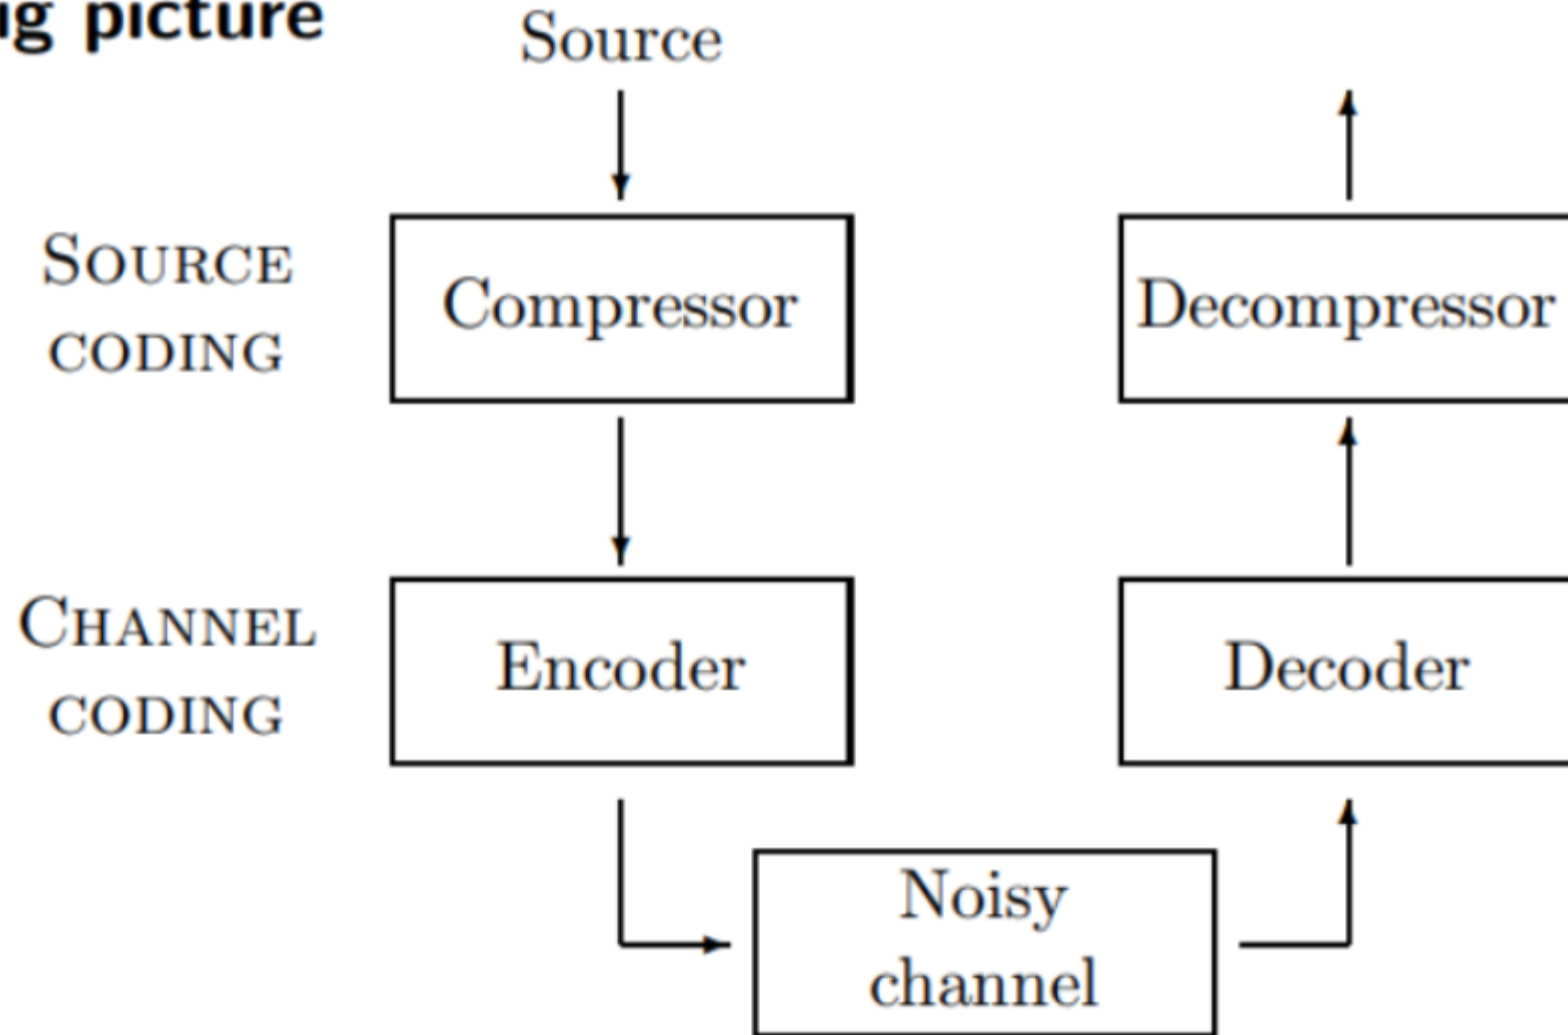 picture
Source
SOURCE
CODING
Compressor
Decompressor
CHANNEL
CODING
Encoder
Decoder
Noisy
channel